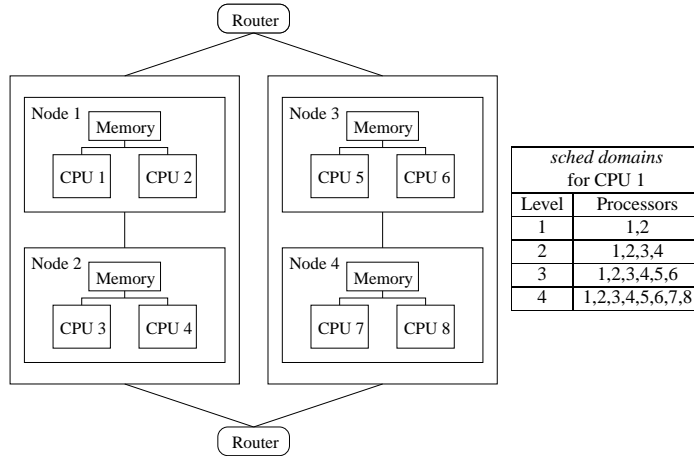 Router
Node 1
Memory
CPU 1
CPU 2
Node 2
Memory
CPU 3
CPU 4
Node 3
Memory
CPU 5
CPU 6
Node 4
Memory
CPU 7
CPU 8
Router
sched domains
for CPU 1
Level Processors
1 1,2
2 1,2,3,4
3 1,2,3,4,5,6
4 1,2,3,4,5,6,7,8